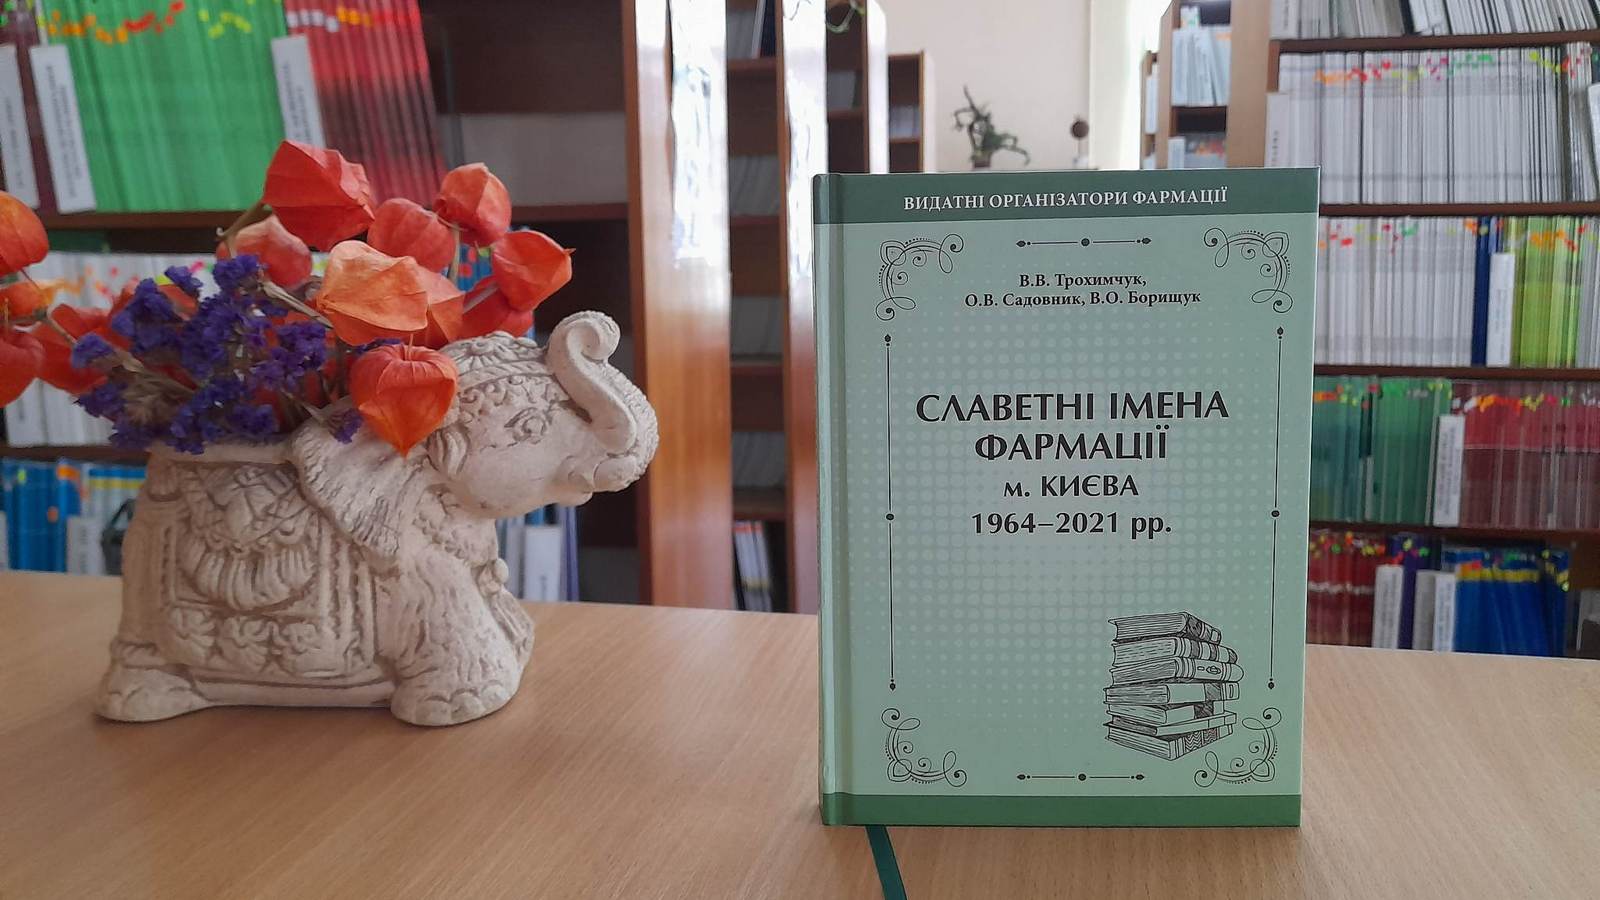 ВИДАТНІ ОРГАНІЗАТОРИ ФАРМАЦІЇ
В.В. Трохимчук,
О.В. Садовник, В.О. Борищук
СЛАВЕТНІ ІМЕНА
ФАРМАЦІЇ
м. КИЄВА
1964–2021 рр.